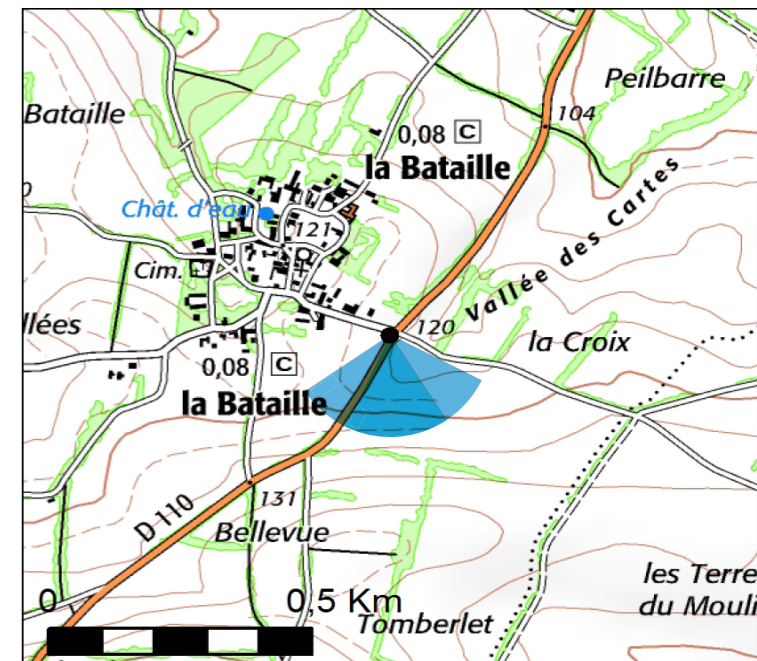 Peilbarre
Bataille
104
0,08 C
la Bataille
Vallée des Cartes
Chât. d'eau
121
Cim.
120
llées
la Croix
0,08 C
la Bataille
131
D 110
Bellevue
0
0,5 Km
Tomberlet
les Terre
du Mouli